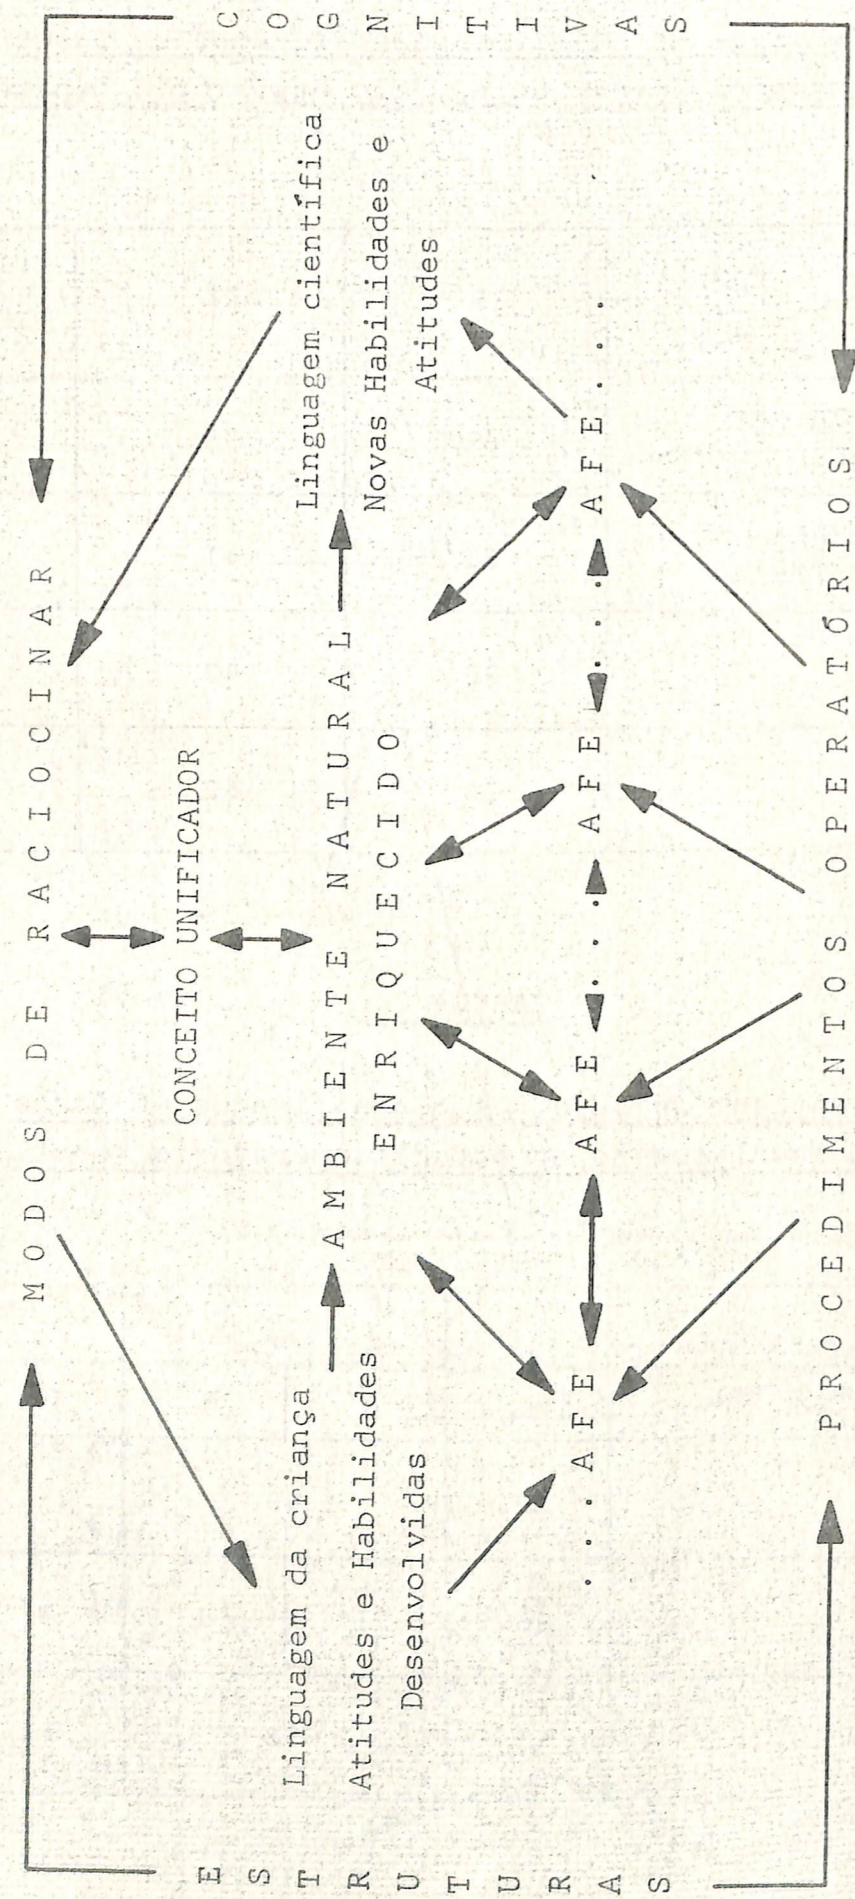 MODOS DE RACIOCINAR
CONCEITO UNIFICADOR
ESTRUTURAS
Linguagem da criança
Atitudes e Habilidades
Desenvolvidas
AMBIENTE NATURAL
ENRIQUECIDO
Linguagem científica
Novas Habilidades e
Atitudes
COGNITIVAS
. . . AFE AFE . . . AFE . . . AFE . . .
PROCEDIMENTOS OPERATÓRIOS